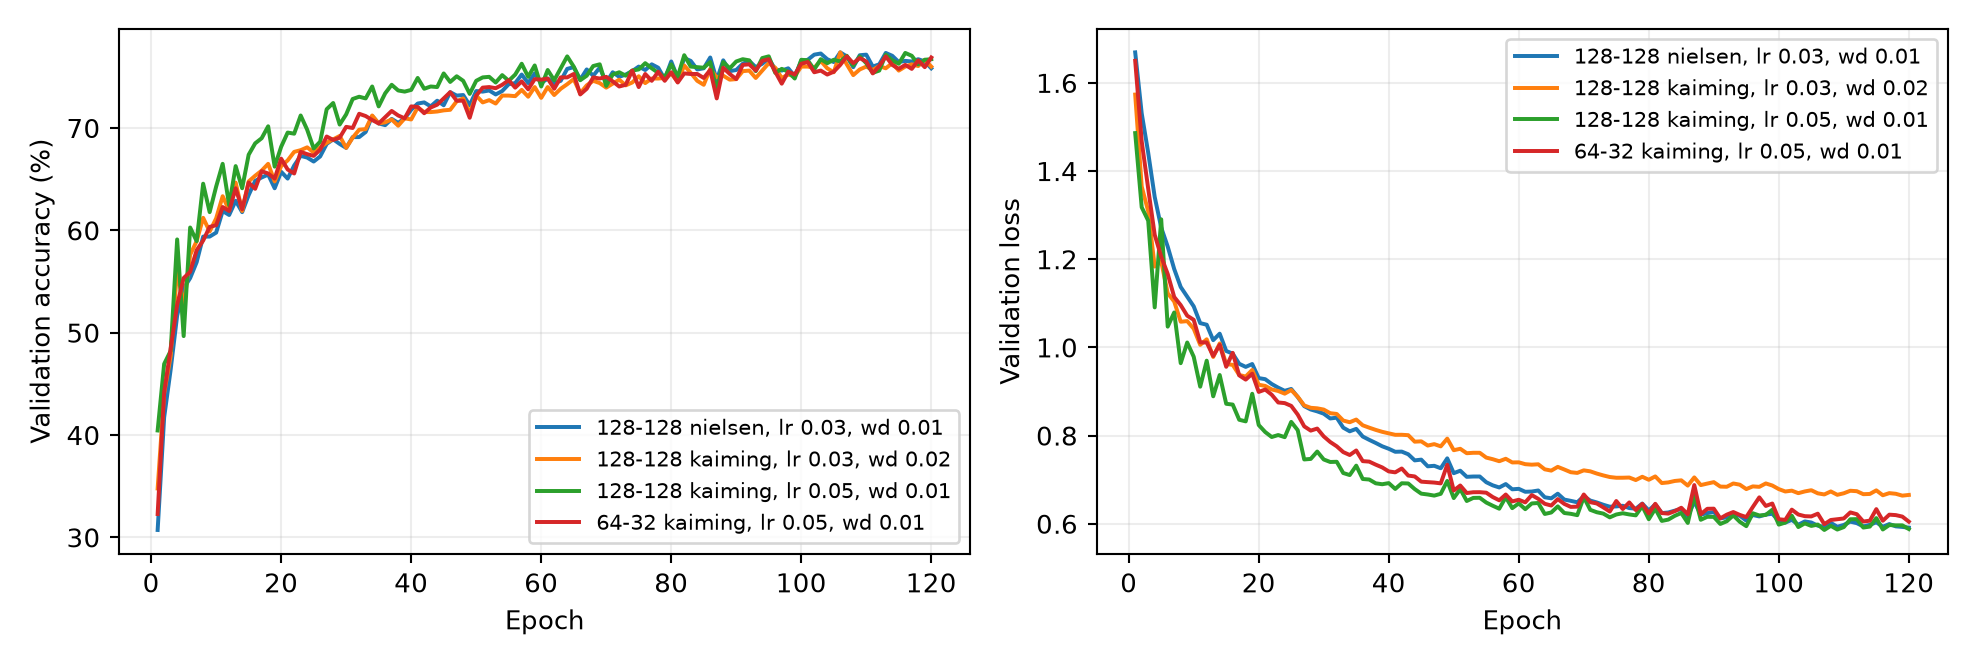 Validation accuracy (%)
70
60
50
40
30
0
20
40
60
80
100
120
Epoch
128-128 nielsen, lr 0.03, wd 0.01
128-128 kaiming, lr 0.03, wd 0.02
128-128 kaiming, lr 0.05, wd 0.01
64-32 kaiming, lr 0.05, wd 0.01
Validation loss
1.6
1.4
1.2
1.0
0.8
0.6
0
20
40
60
80
100
120
Epoch
128-128 nielsen, lr 0.03, wd 0.01
128-128 kaiming, lr 0.03, wd 0.02
128-128 kaiming, lr 0.05, wd 0.01
64-32 kaiming, lr 0.05, wd 0.01